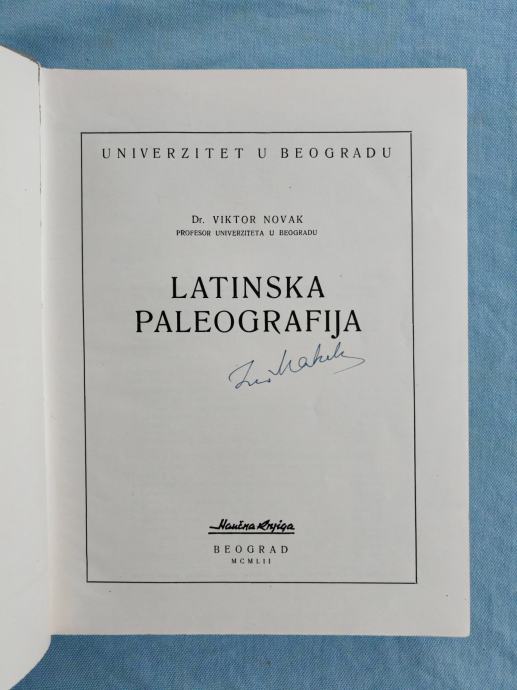 UNIVERZITET U BEOGRADU
Dr. VIKTOR NOVAK
PROFESOR UNIVERZITETA U BEOGRADU
LATINSKA
PALEOGRAFIJA
Naučna knjiga
BEOGRAD
MCMLII